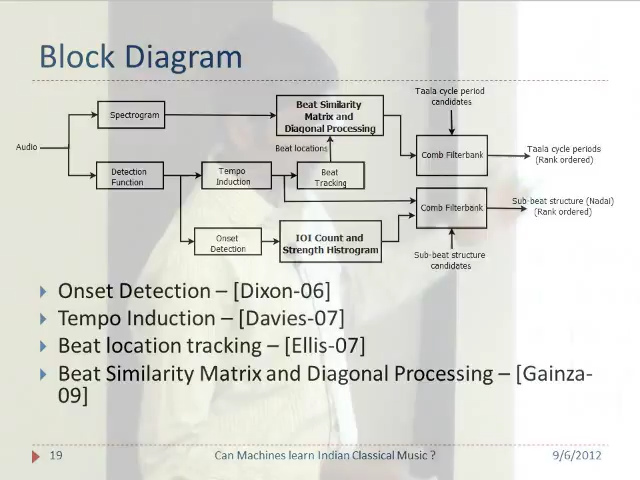 Block Diagram
Taala cycle period
candidates
Spectrogram
Beat Similarity
Matrix and
Diagonal Processing
Audio
Beat locations
Comb Filterbank
Taala cycle periods
(Rank ordered)
Detection
Function
Tempo
Induction
Beat
Tracking
Comb Filterbank
Sub-beat structure (Nadai)
(Rank ordered)
Onset
Detection
IOI Count and
Strength Histrogram
Sub-beat structure
candidates
Onset Detection – [Dixon-06]
Tempo Induction – [Davies-07]
Beat location tracking – [Ellis-07]
Beat Similarity Matrix and Diagonal Processing – [Gainza-
09]
19
Can Machines learn Indian Classical Music ?
9/6/2012